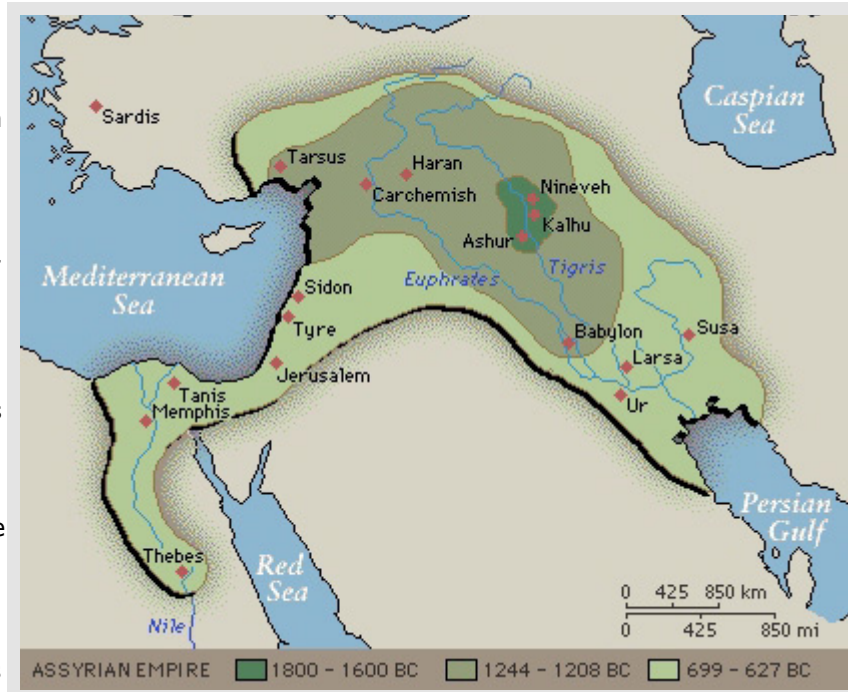 Caspian
Sea
Sardis
Tarsus
Haran
Carchemish
Nineveh
Kalhu
Ashur
Mediterranean
Sea
Euphrates
Tigris
Sidon
Tyre
Babylon
Susa
Larsa
Jerusalem
Tanis
Memphis
Ur
Persian
Gulf
Thebes
Red
Sea
Nile
0 425 850 km
0 425 850 mi
ASSYRIAN EMPIRE 1800 - 1600 BC 1244 - 1208 BC 699 - 627 BC